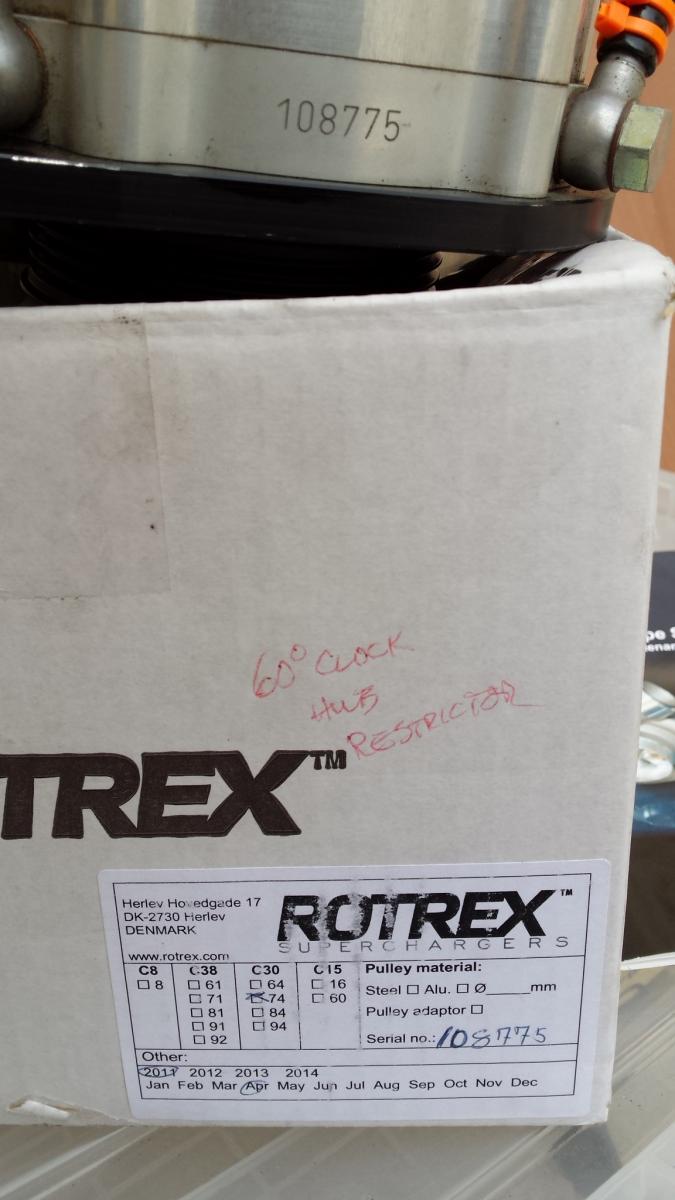 108775
60° CLOCK
HUB
RESTRICTOR
TREX™
Herlev Hovedgade 17
DK-2730 Herlev
DENMARK
www.rotrex.com
ROTREX™
SUPERCHARGERS
C8 C38 C30 C15
☐ 8 ☐ 61 ☐ 64 ☐ 16
☐ 71 ☒ 74 ☐ 60
☐ 81 ☐ 84
☐ 91 ☐ 94
☐ 92
Pulley material:
Steel ☐ Alu. ☐ Ø____mm
Pulley adaptor ☐
Serial no.: 108775
Other:
2011 2012 2013 2014
Jan Feb Mar Apr May Jun Jul Aug Sep Oct Nov Dec